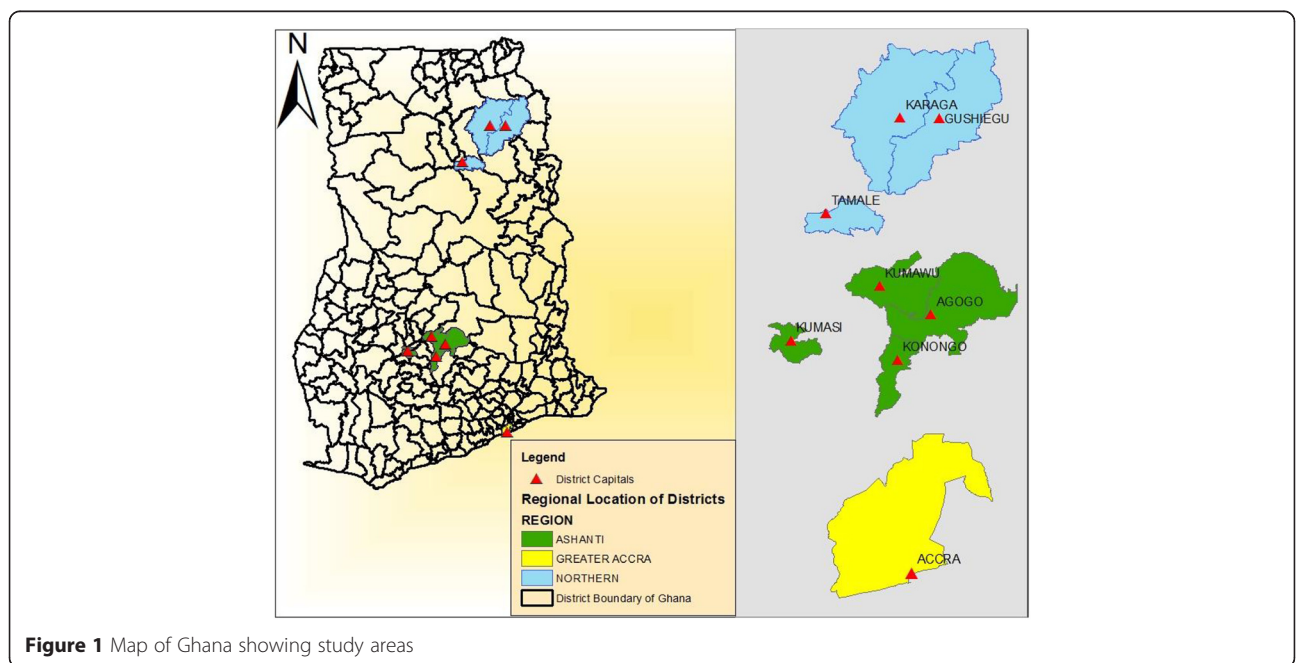 N
KARAGA
GUSHIEGU
TAMALE
KUMAWU
AGOGO
KUMASI
KONONGO
ACCRA
Legend
District Capitals
Regional Location of Districts
REGION
ASHANTI
GREATER ACCRA
NORTHERN
District Boundary of Ghana
Figure 1 Map of Ghana showing study areas